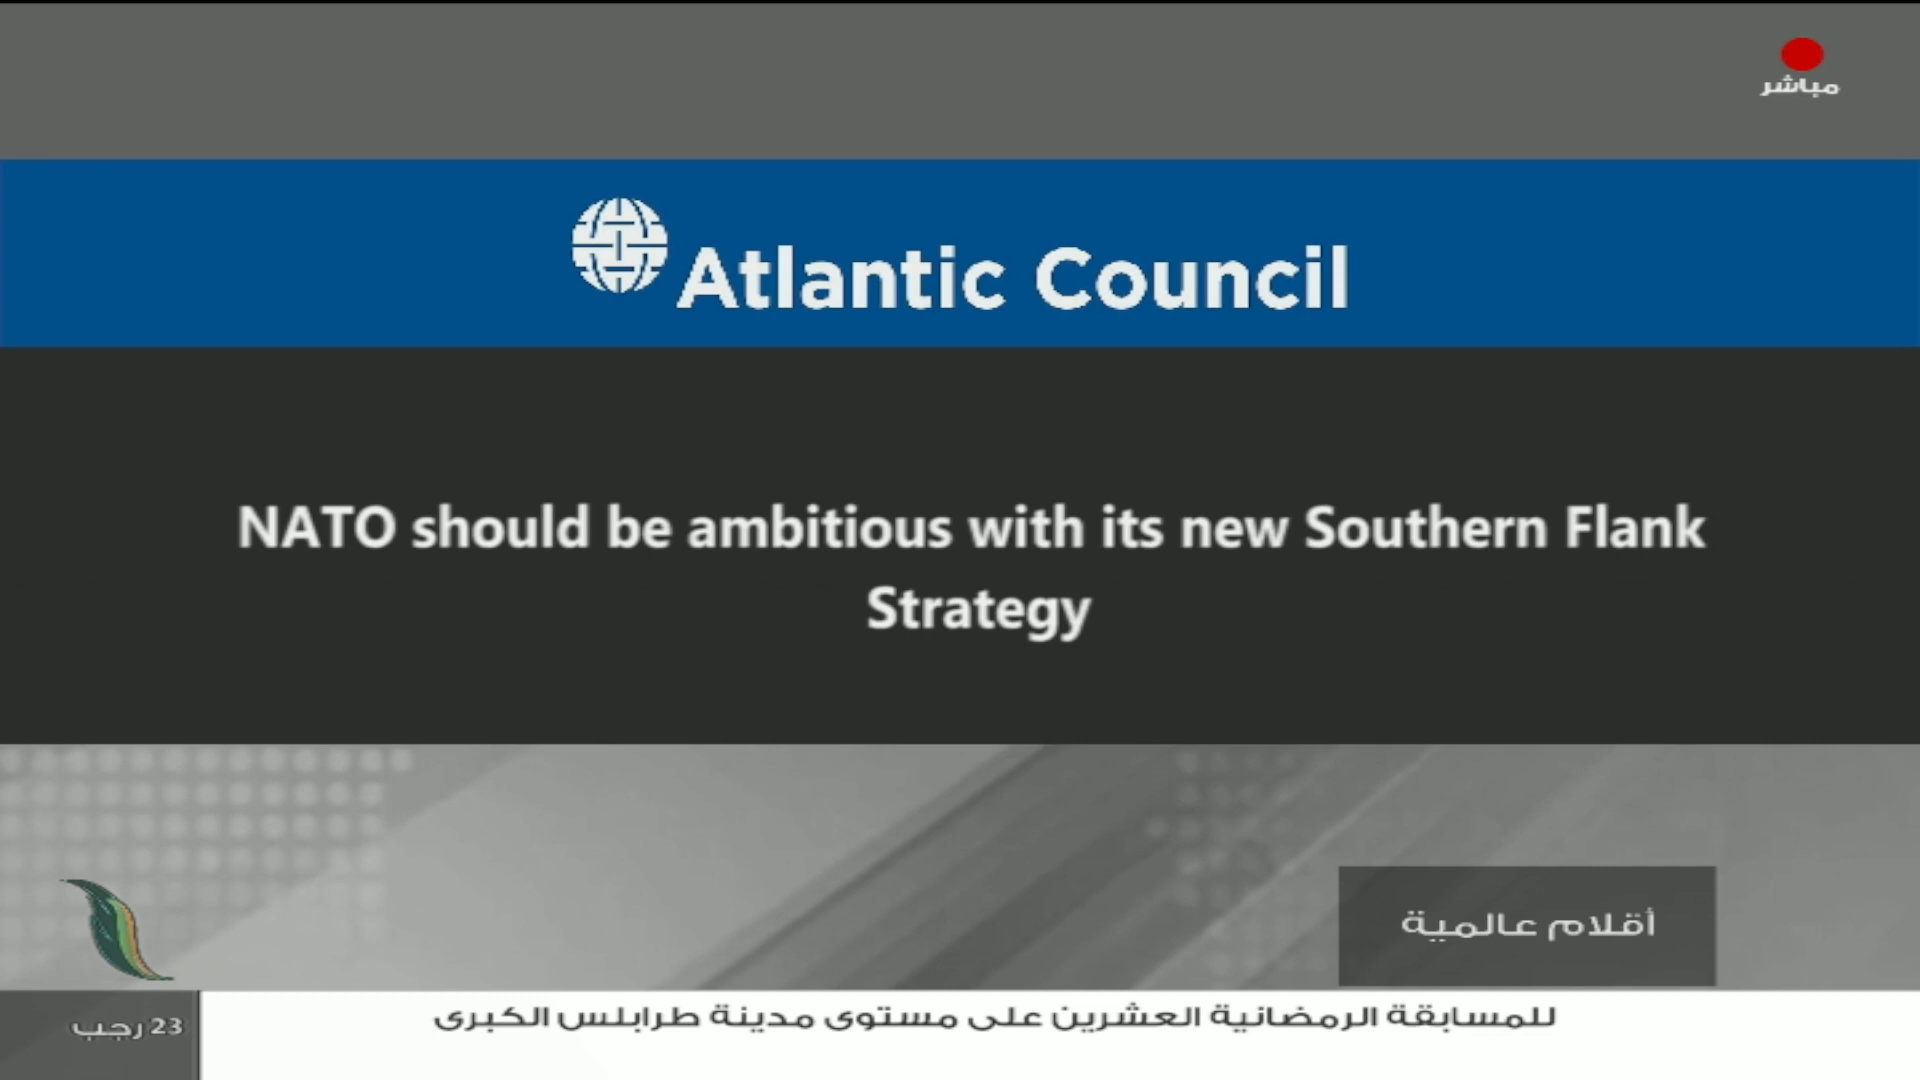 مباشر
Atlantic Council
NATO should be ambitious with its new Southern Flank
Strategy
أقلام عالمية
للمسابقة الرمضانية العشرين على مستوى مدينة طرابلس الكبرى
23 رجب